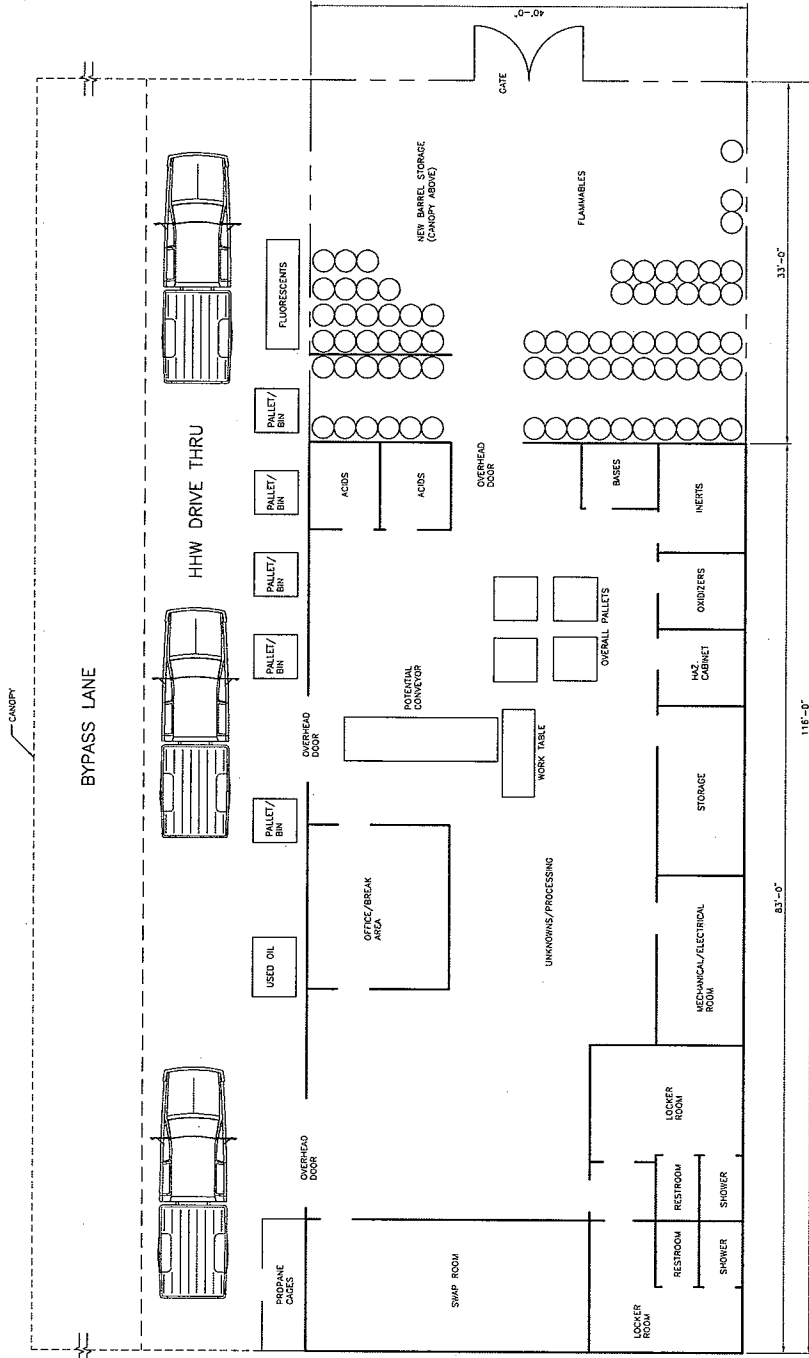 CANOPY
BYPASS LANE
HHW DRIVE THRU
PROPANE
CAGES
USED OIL
PALLET/
BIN
PALLET/
BIN
PALLET/
BIN
PALLET/
BIN
PALLET/
BIN
FLUORESCENTS
OVERHEAD
DOOR
OVERHEAD
DOOR
SWAP ROOM
OFFICE/BREAK
AREA
POTENTIAL
CONVEYOR
WORK TABLE
UNKNOWNS/PROCESSING
OVERALL PALLETS
ACIDS
ACIDS
OVERHEAD
DOOR
BASES
NEW BARREL STORAGE
(CANOPY ABOVE)
FLAMMABLES
GATE
40'-0"
LOCKER
ROOM
RESTROOM
SHOWER
RESTROOM
SHOWER
LOCKER
ROOM
MECHANICAL/ELECTRICAL
ROOM
STORAGE
HAZ.
CABINET
OXIDIZERS
INERTS
83'-0"
33'-0"
116'-0"